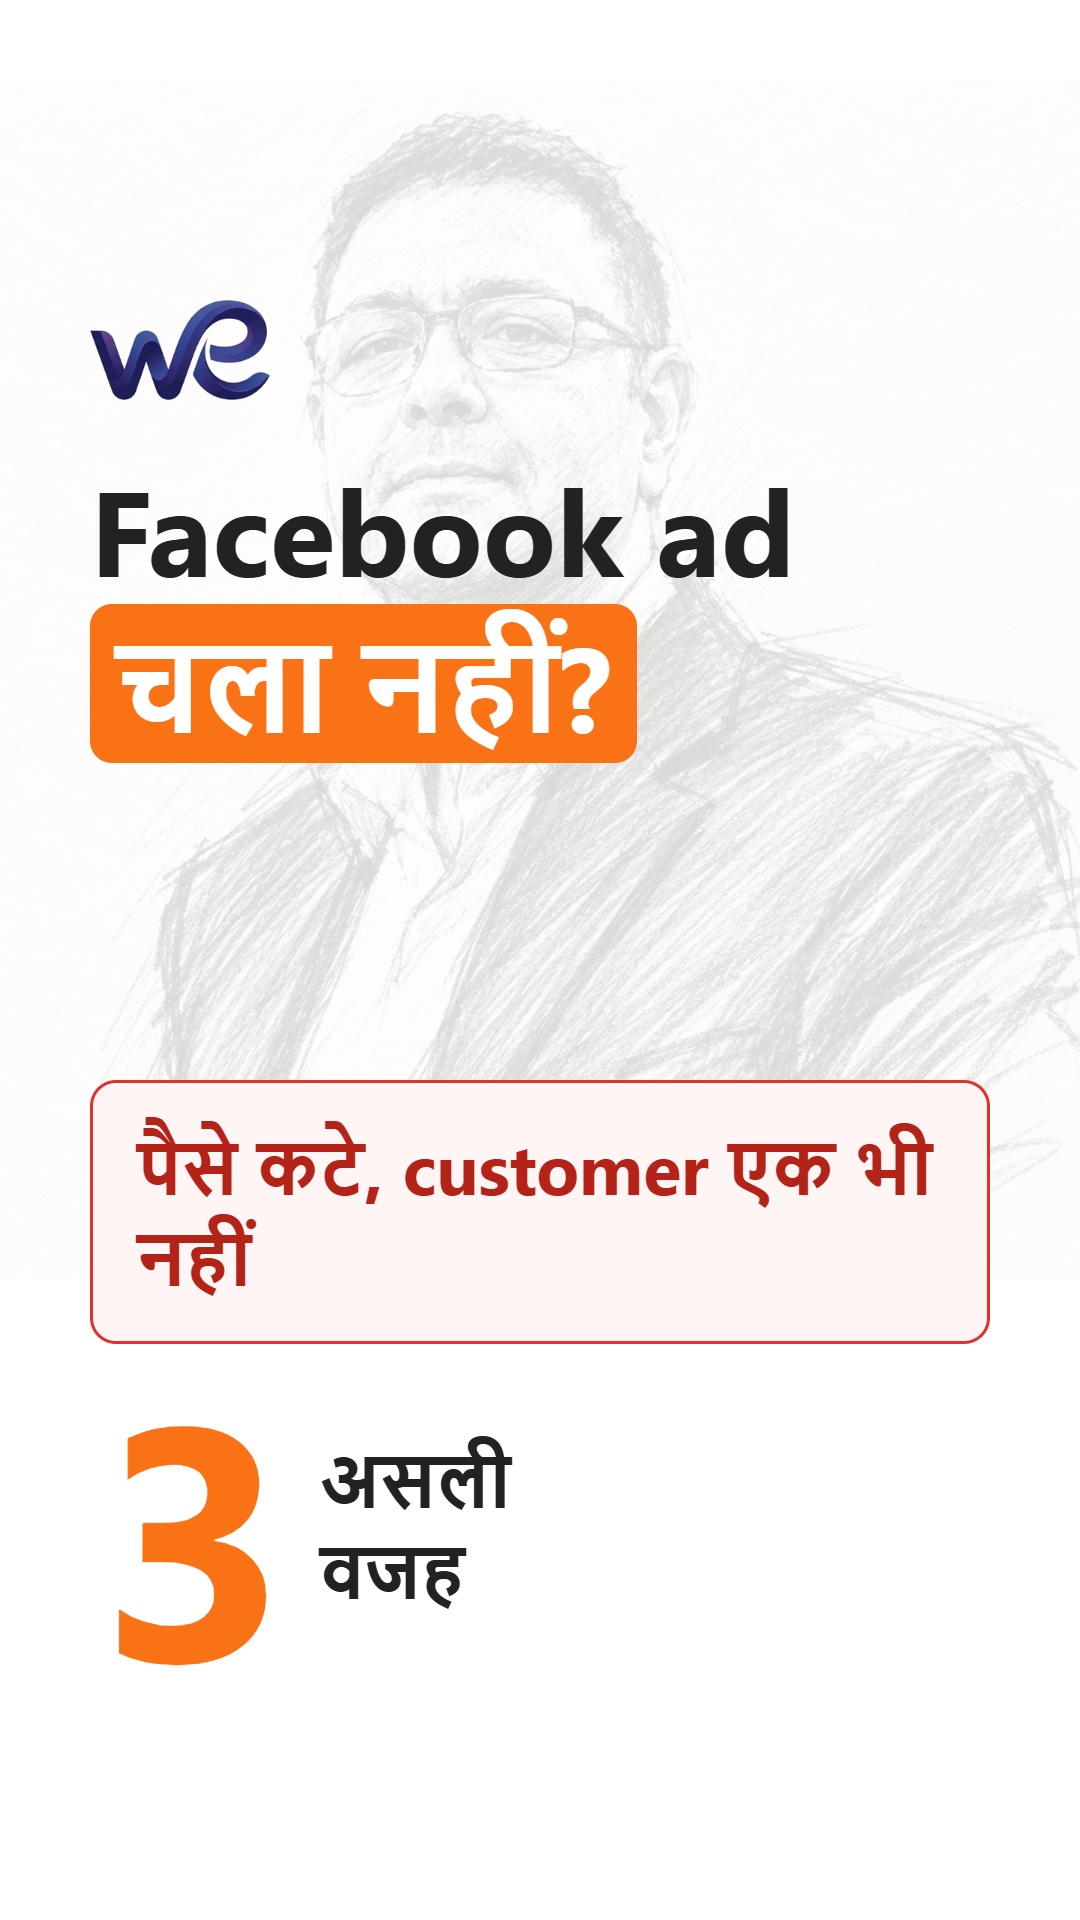 we
Facebook ad
चला नहीं?
पैसे कटे, customer एक भी
नहीं
3
असली
वजह